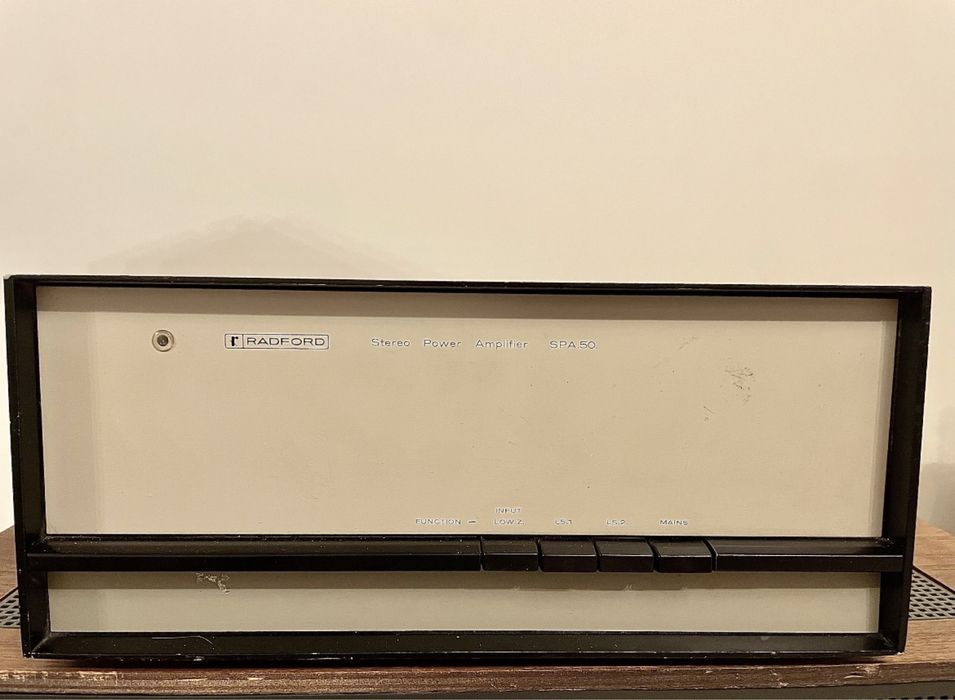 r RADFORD Stereo Power Amplifier SPA.50.
INPUT
FUNCTION – LOW.Z. LS.1 LS.2. MAINS